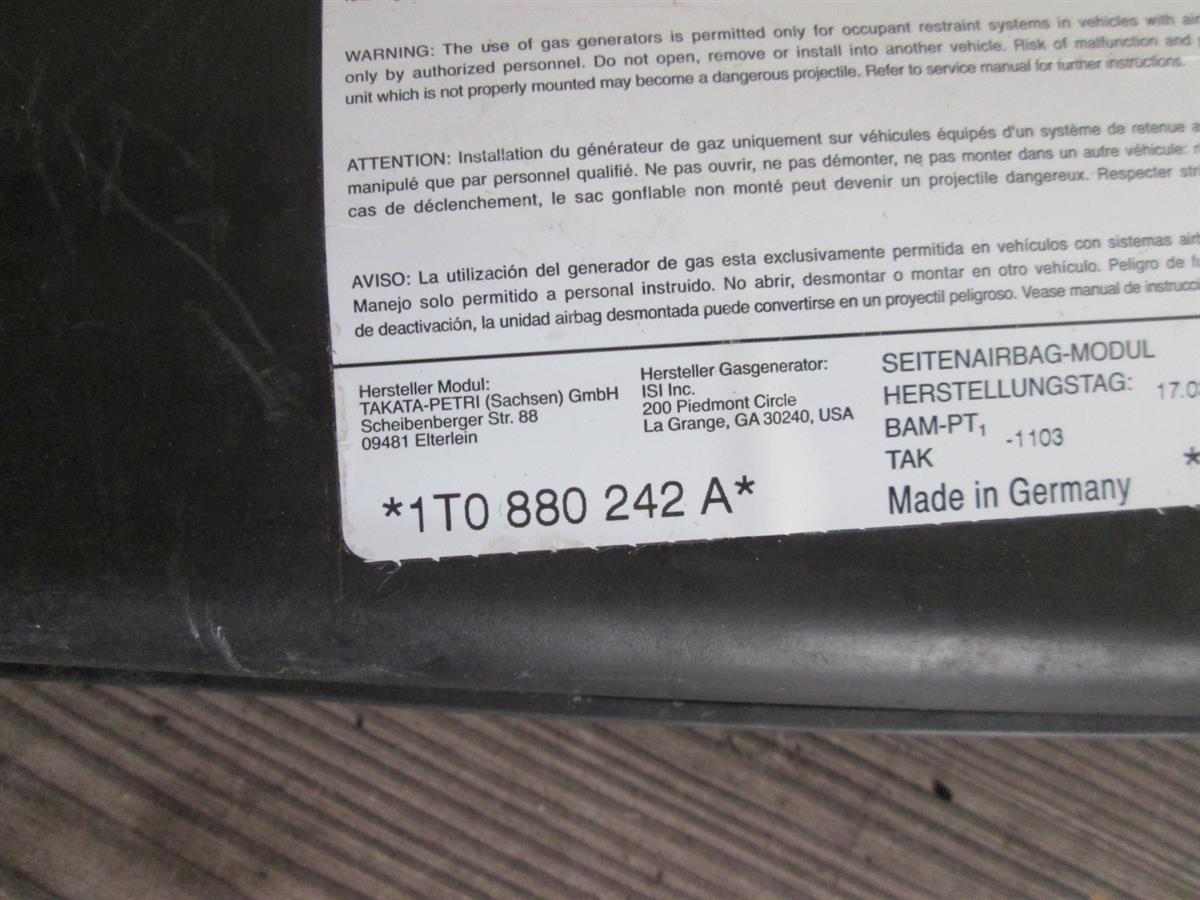 WARNING: The use of gas generators is permitted only for occupant restraint systems in vehicles with air
only by authorized personnel. Do not open, remove or install into another vehicle. Risk of malfunction and
unit which is not properly mounted may become a dangerous projectile. Refer to service manual for further instructions.
ATTENTION: Installation du générateur de gaz uniquement sur véhicules équipés d'un système de retenue
manipulé que par personnel qualifié. Ne pas ouvrir, ne pas démonter, ne pas monter dans un autre véhicule:
cas de déclenchement, le sac gonflable non monté peut devenir un projectile dangereux. Respecter
AVISO: La utilización del generador de gas esta exclusivamente permitida en vehículos con sistemas
Manejo solo permitido a personal instruido. No abrir, desmontar o montar en otro vehículo. Peligro de
de deactivación, la unidad airbag desmontada puede convertirse en un proyectil peligroso. Vease manual de
Hersteller Modul:
TAKATA-PETRI (Sachsen) GmbH
Scheibenberger Str. 88
09481 Elterlein
Hersteller Gasgenerator:
ISI Inc.
200 Piedmont Circle
La Grange, GA 30240, USA
SEITENAIRBAG-MODUL
HERSTELLUNGSTAG: 17.0
BAM-PT1 -1103
TAK *
Made in Germany
*1T0 880 242 A*